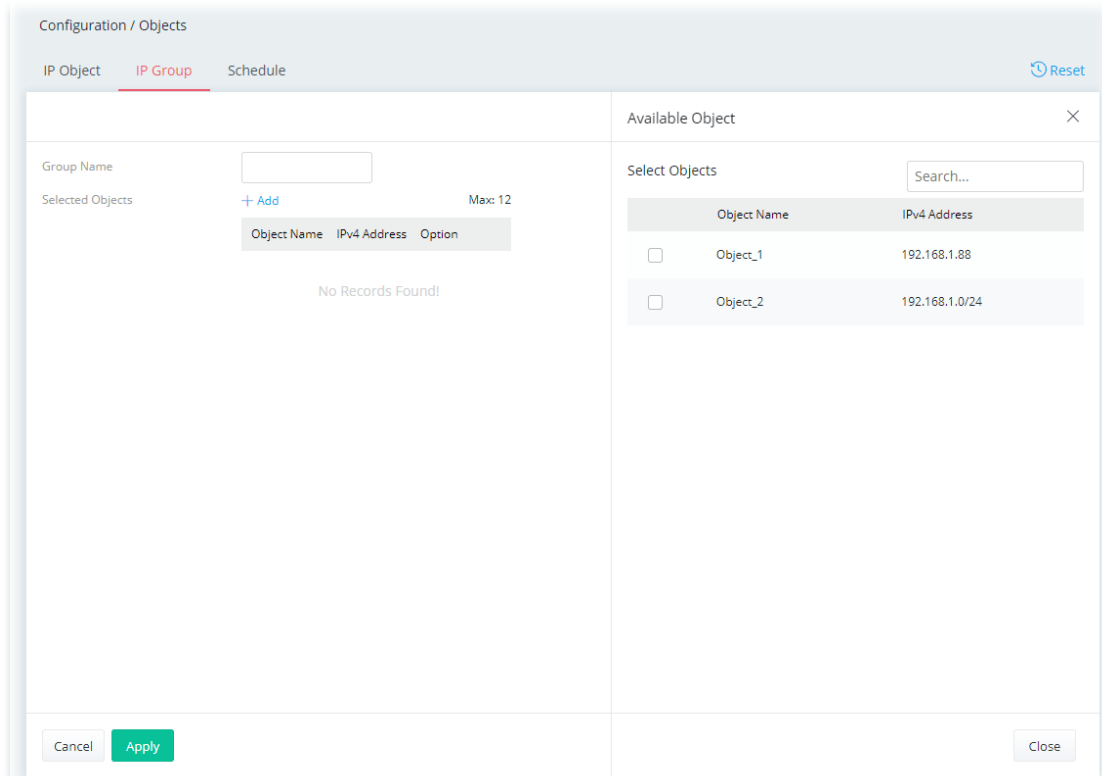 Configuration / Objects
IP Object IP Group Schedule Reset
Available Object
Group Name
Selected Objects + Add Max: 12
Object Name IPv4 Address Option
No Records Found!
Select Objects Search...
Object Name IPv4 Address
Object_1 192.168.1.88
Object_2 192.168.1.0/24
Cancel Apply Close